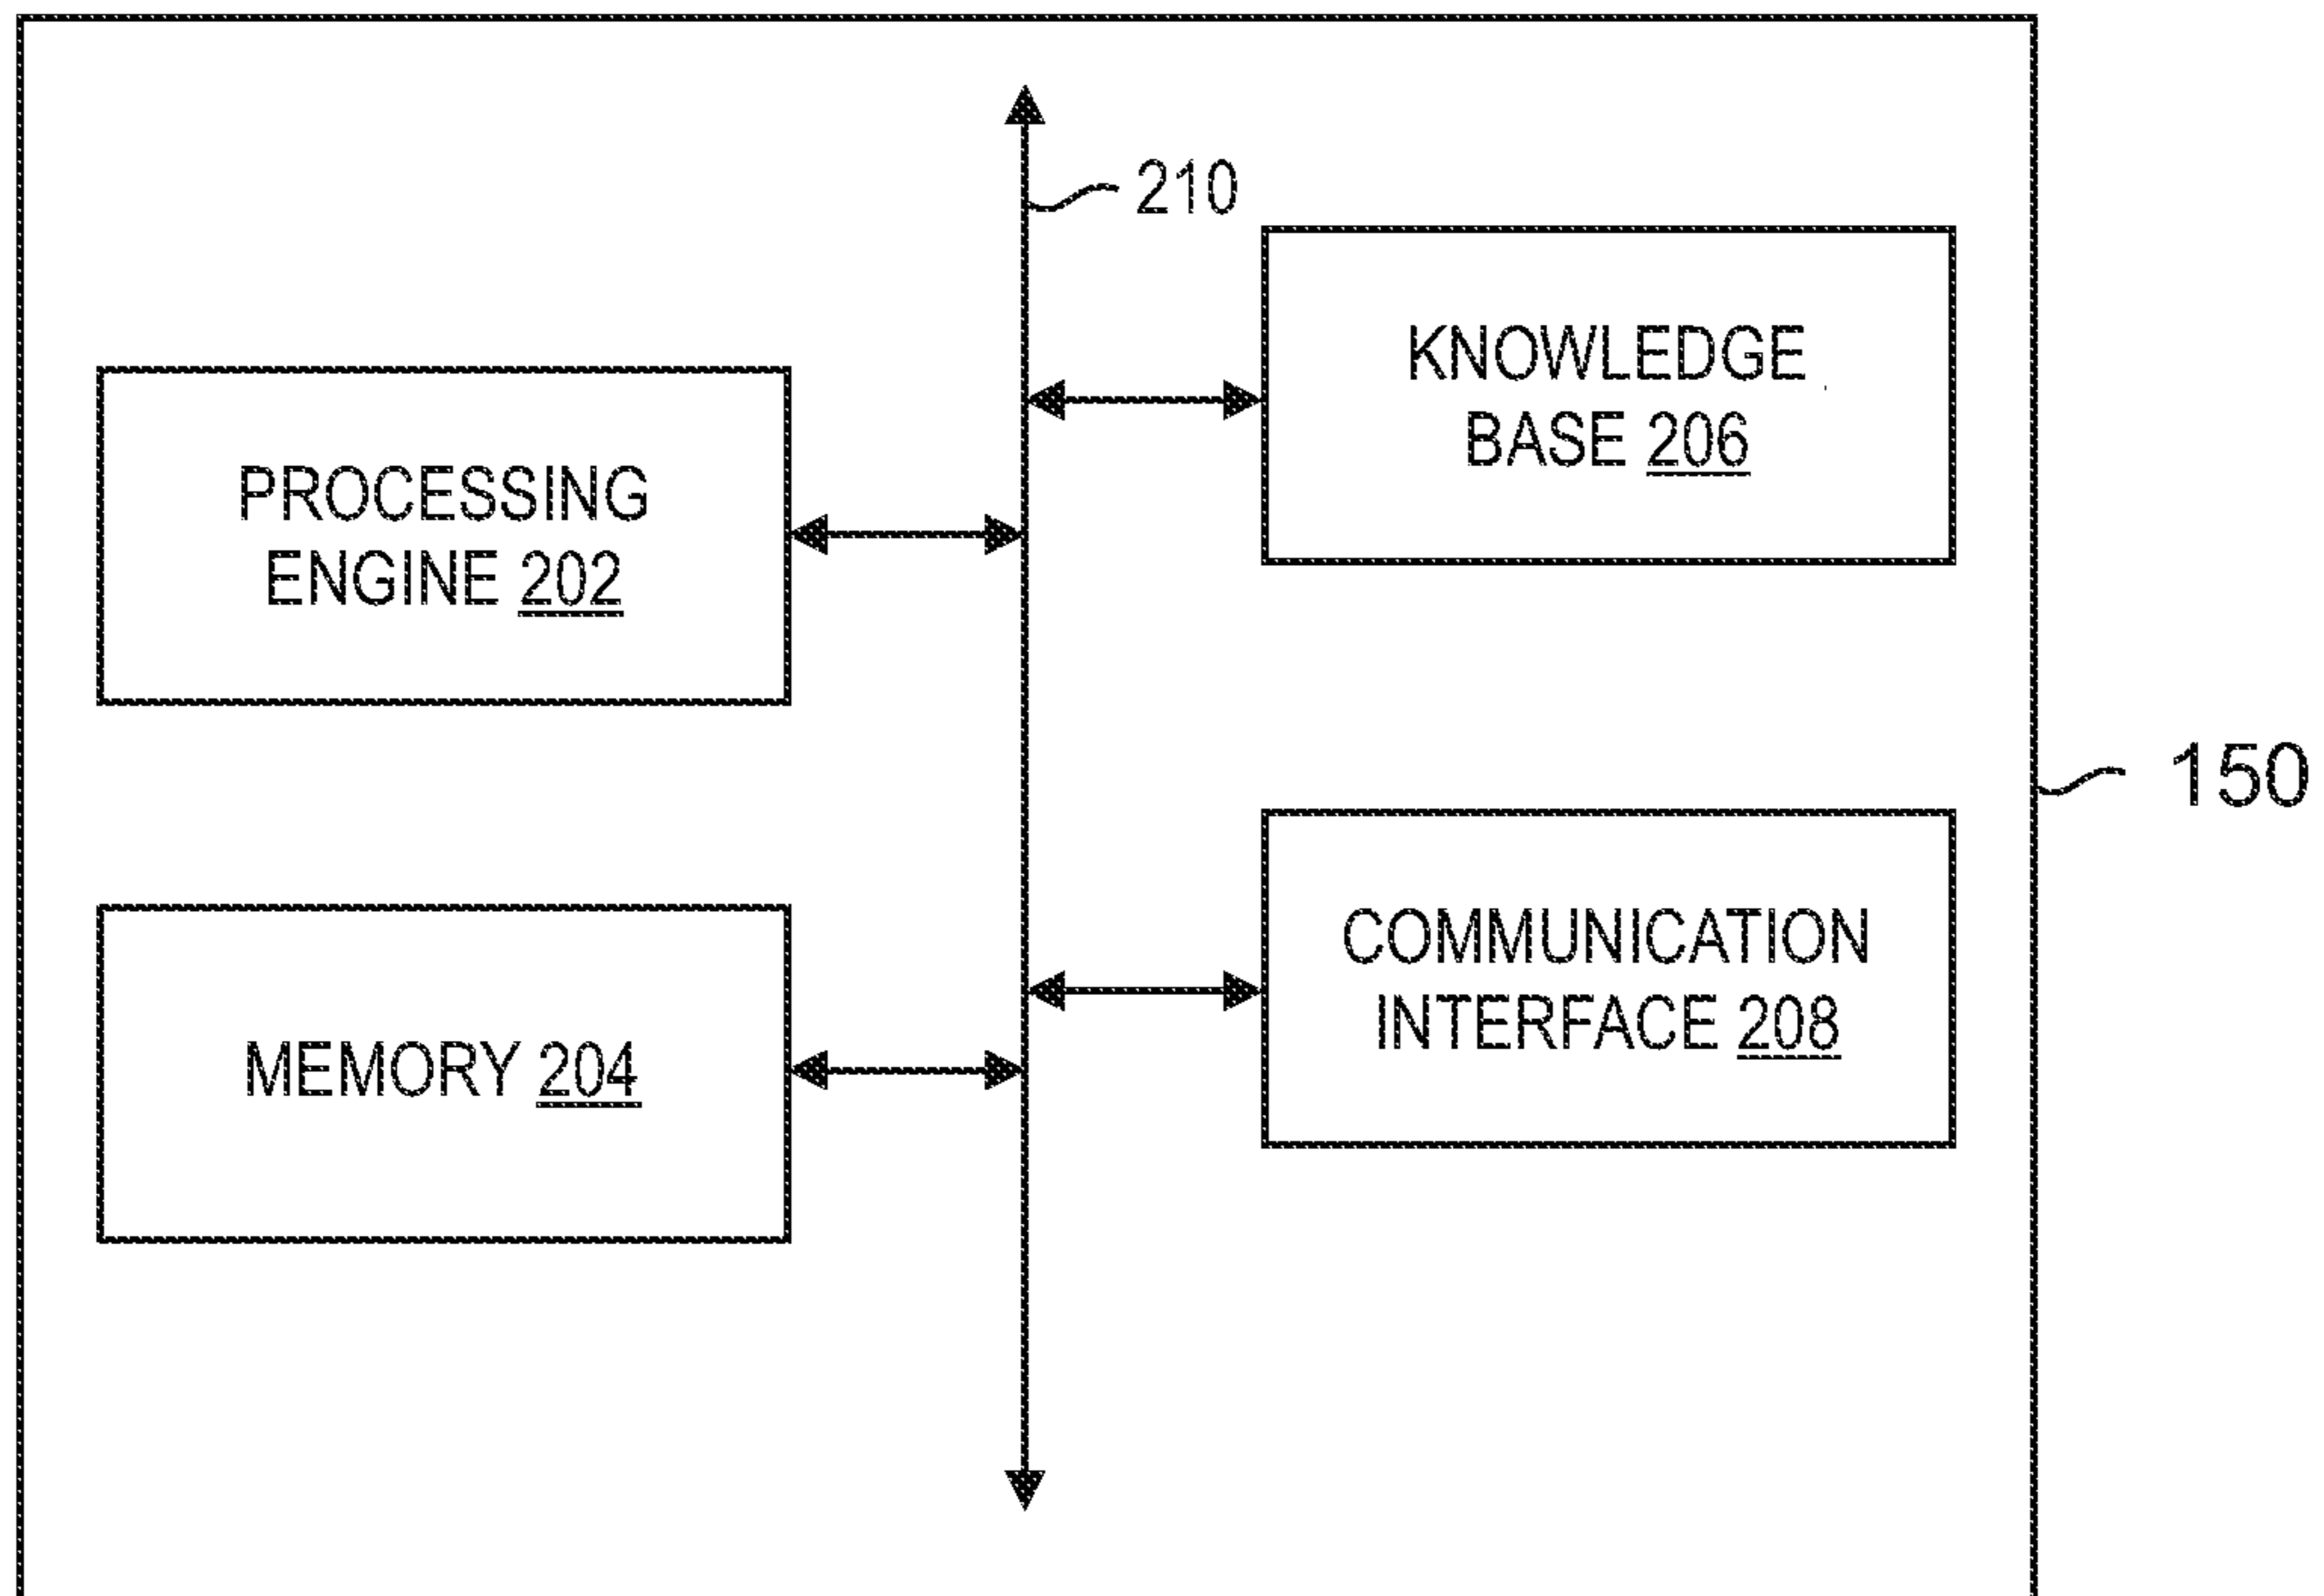 210
KNOWLEDGE
BASE 206
PROCESSING
ENGINE 202
150
COMMUNICATION
INTERFACE 208
MEMORY 204